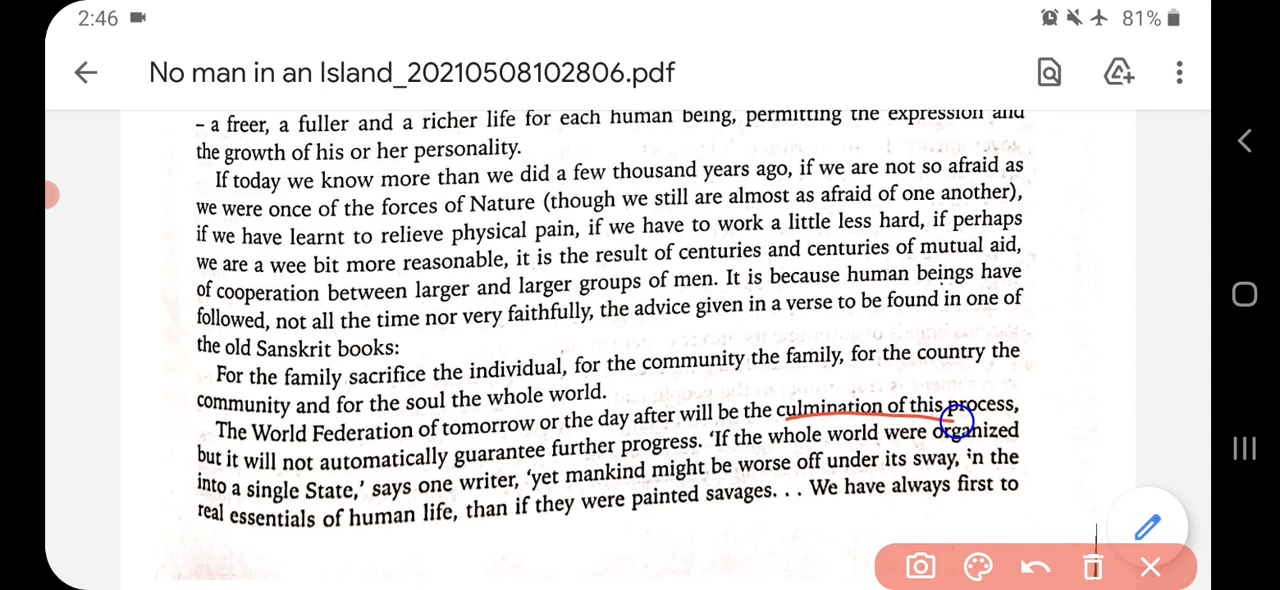 2:46
81%
No man in an Island_20210508102806.pdf
– a freer, a fuller and a richer life for each human being, permitting the expression and
the growth of his or her personality.
If today we know more than we did a few thousand years ago, if we are not so afraid as
we were once of the forces of Nature (though we still are almost as afraid of one another),
if we have learnt to relieve physical pain, if we have to work a little less hard, if perhaps
we are a wee bit more reasonable, it is the result of centuries and centuries of mutual aid,
of cooperation between larger and larger groups of men. It is because human beings have
followed, not all the time nor very faithfully, the advice given in a verse to be found in one of
the old Sanskrit books:
For the family sacrifice the individual, for the community the family, for the country the
community and for the soul the whole world.
The World Federation of tomorrow or the day after will be the culmination of this process,
but it will not automatically guarantee further progress. 'If the whole world were organized
into a single State,' says one writer, 'yet mankind might be worse off under its sway, in the
real essentials of human life, than if they were painted savages. . . We have always first to